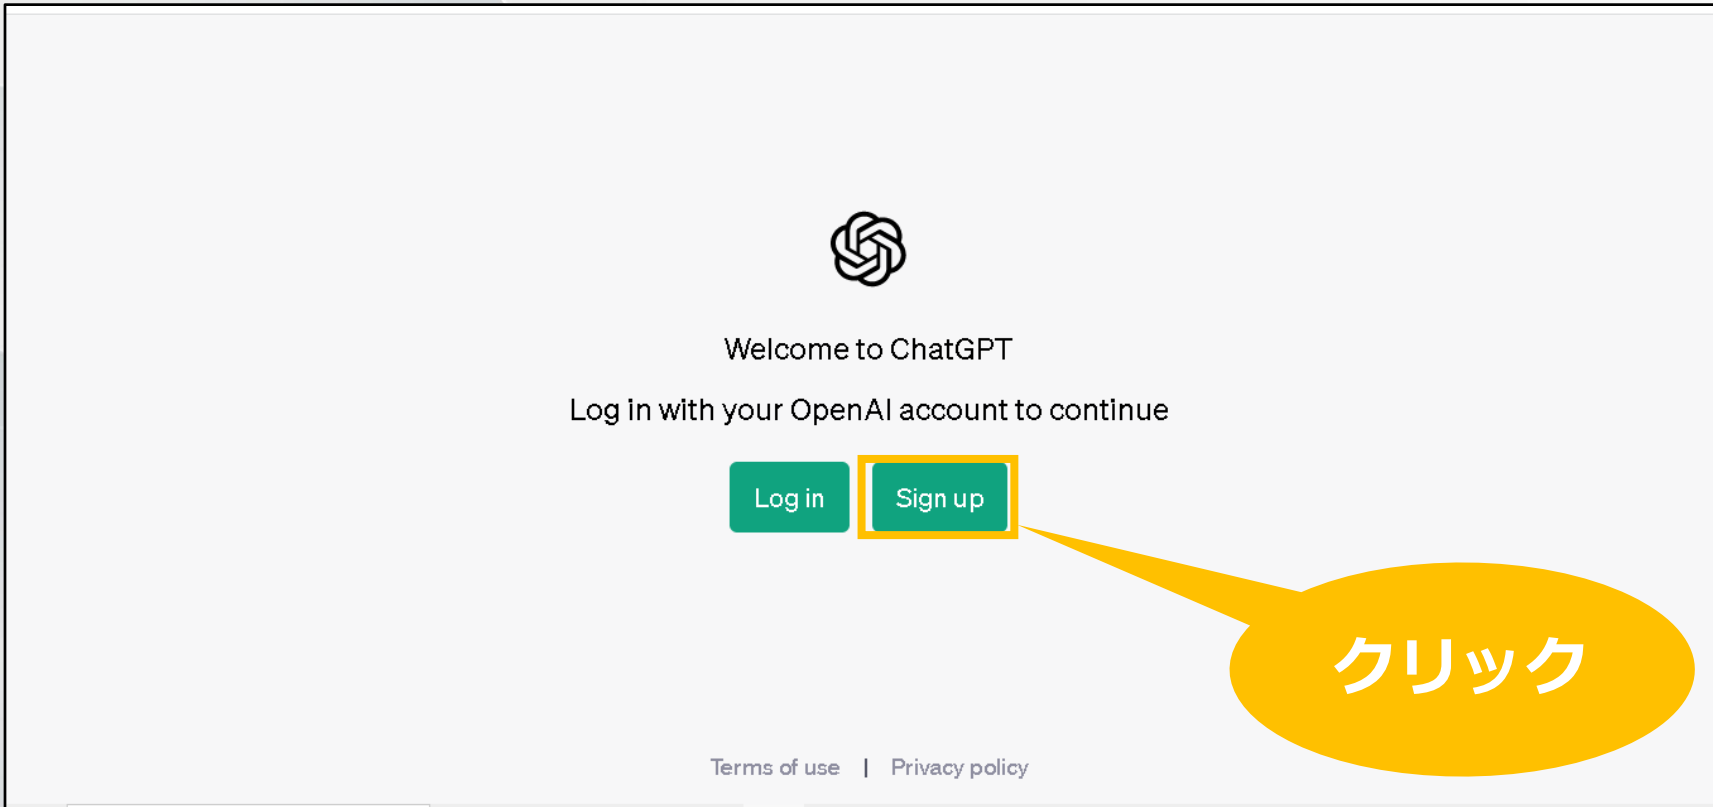 Welcome to ChatGPT
Log in with your OpenAI account to continue
Log in
Sign up
クリック
Terms of use | Privacy policy